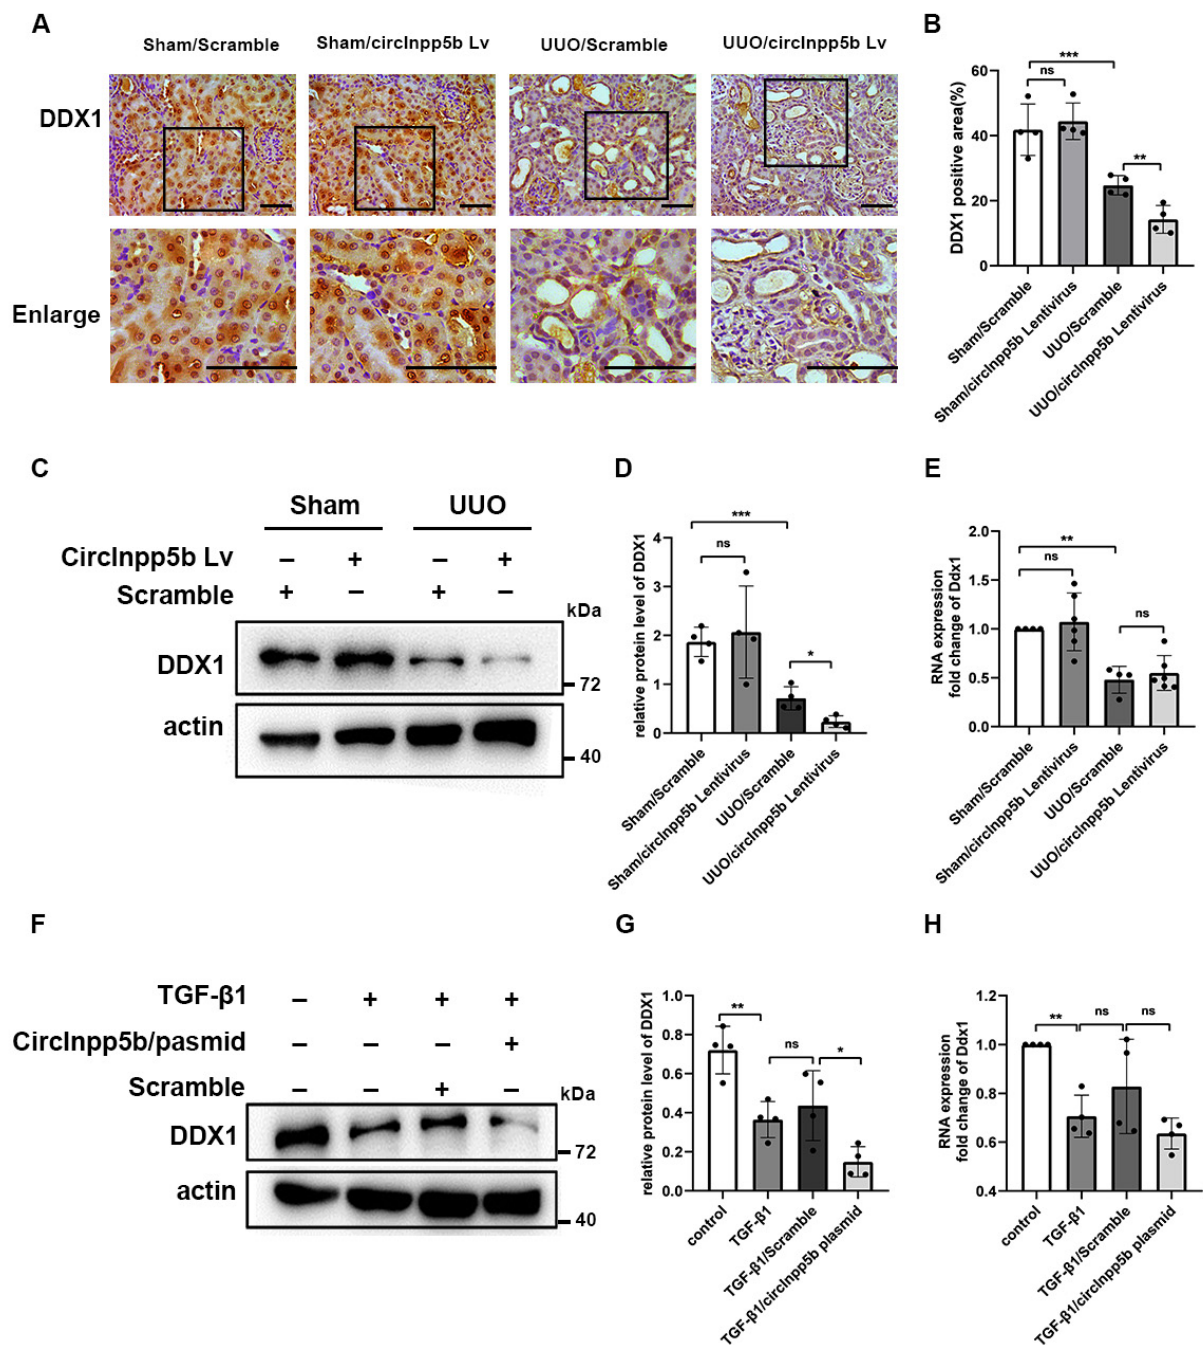 A
Sham/Scramble
Sham/circInpp5b Lv
UUO/Scramble
UUO/circInpp5b Lv
DDX1
Enlarge
B
DDX1 positive area(%)
60
40
20
0
ns
***
**
Sham/Scramble
Sham/circInpp5b Lentivirus
UUO/Scramble
UUO/circInpp5b Lentivirus
C
Sham
UUO
CircInpp5b Lv – + – +
Scramble + – + –
kDa
DDX1
72
actin
40
D
relative protein level of DDX1
4
3
2
1
0
***
ns
*
Sham/Scramble
Sham/circInpp5b Lentivirus
UUO/Scramble
UUO/circInpp5b Lentivirus
E
RNA expression
fold change of Ddx1
2.0
1.5
1.0
0.5
0.0
**
ns
ns
Sham/Scramble
Sham/circInpp5b Lentivirus
UUO/Scramble
UUO/circInpp5b Lentivirus
F
TGF-β1 – + + +
CircInpp5b/pasmid – – – +
Scramble – – + –
kDa
DDX1
72
actin
40
G
relative protein level of DDX1
1.0
0.8
0.6
0.4
0.2
0.0
**
ns
*
control
TGF-β1
TGF-β1/Scramble
TGF-β1/circInpp5b plasmid
H
RNA expression
fold change of Ddx1
1.2
1.0
0.8
0.6
0.4
**
ns
ns
control
TGF-β1
TGF-β1/Scramble
TGF-β1/circInpp5b plasmid